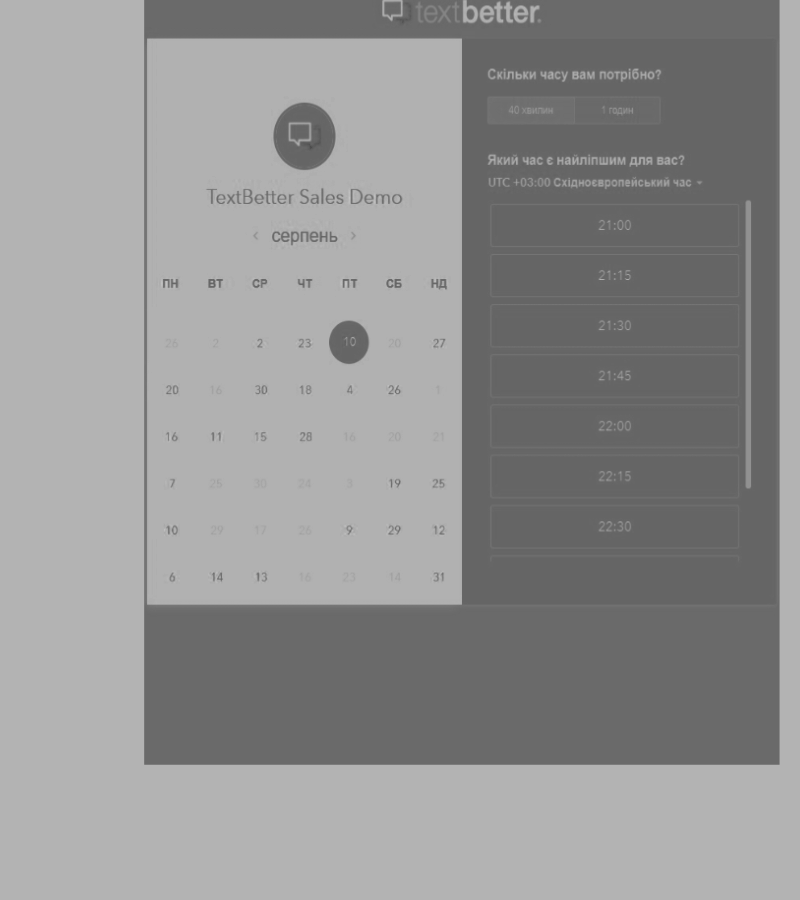 textbetter.
TextBetter Sales Demo
‹ серпень ›
ПН ВТ СР ЧТ ПТ СБ НД
26 2 2 23 10 20 27
20 16 30 18 4 26 1
16 11 15 28 16 20 21
7 25 30 24 3 19 25
10 29 17 26 9 29 12
6 14 13 16 23 14 31
Скільки часу вам потрібно?
40 хвилин 1 годин
Який час є найліпшим для вас?
UTC +03:00 Східноєвропейський час
21:00
21:15
21:30
21:45
22:00
22:15
22:30